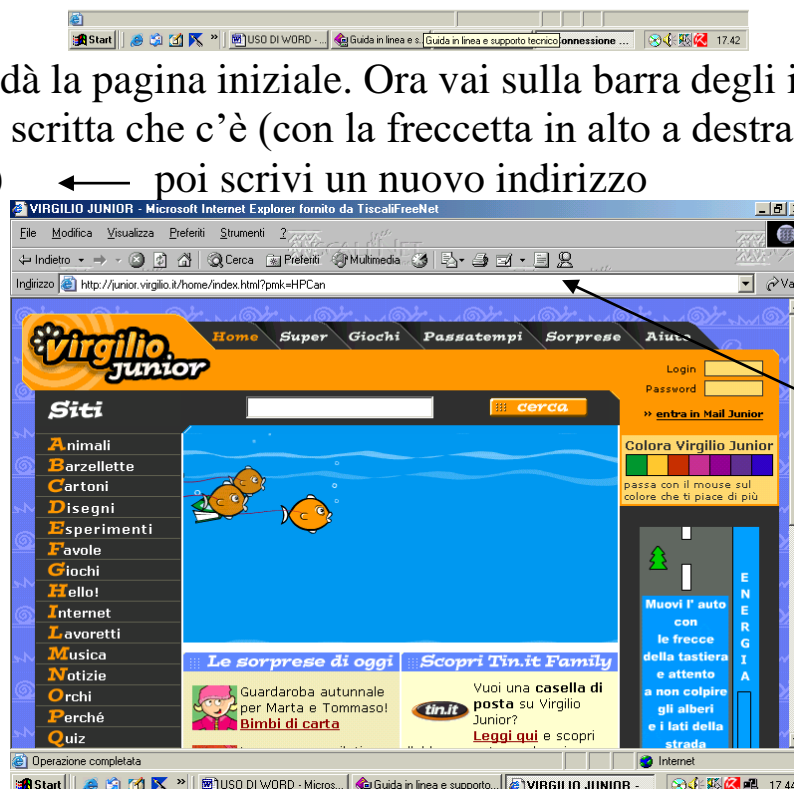 Start
USO DI WORD - ...
Guida in linea e s...
Guida in linea e supporto tecnico
onnessione ...
17.42
dà la pagina iniziale. Ora vai sulla barra degli i
scritta che c'è (con la freccetta in alto a destra
) poi scrivi un nuovo indirizzo
VIRGILIO JUNIOR - Microsoft Internet Explorer fornito da TiscaliFreeNet
File Modifica Visualizza Preferiti Strumenti ?
Indietro Cerca Preferiti Multimedia
Indirizzo http://junior.virgilio.it/home/index.html?pmk=HPCan Va
Virgilio junior
Home Super Giochi Passatempi Sorprese Aiuto
Login
Password
» entra in Mail Junior
Siti
cerca
Animali
Barzellette
Cartoni
Disegni
Esperimenti
Favole
Giochi
Hello!
Internet
Lavoretti
Musica
Notizie
Orchi
Perché
Quiz
Colora Virgilio Junior
passa con il mouse sul
colore che ti piace di più
Muovi l' auto
con
le frecce
della tastiera
e attento
a non colpire
gli alberi
e i lati della
strada
ENERGIA
Le sorprese di oggi
Guardaroba autunnale
per Marta e Tommaso!
Bimbi di carta
Scopri Tin.it Family
tin.it
Vuoi una casella di
posta su Virgilio
Junior?
Leggi qui e scopri
Operazione completata
Internet
Start
USO DI WORD - Micros...
Guida in linea e supporto...
VIRGILIO JUNIOR -
17.44